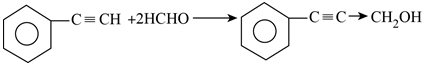 C≡CH +2HCHO ⟶ C≡C→CH₂OH